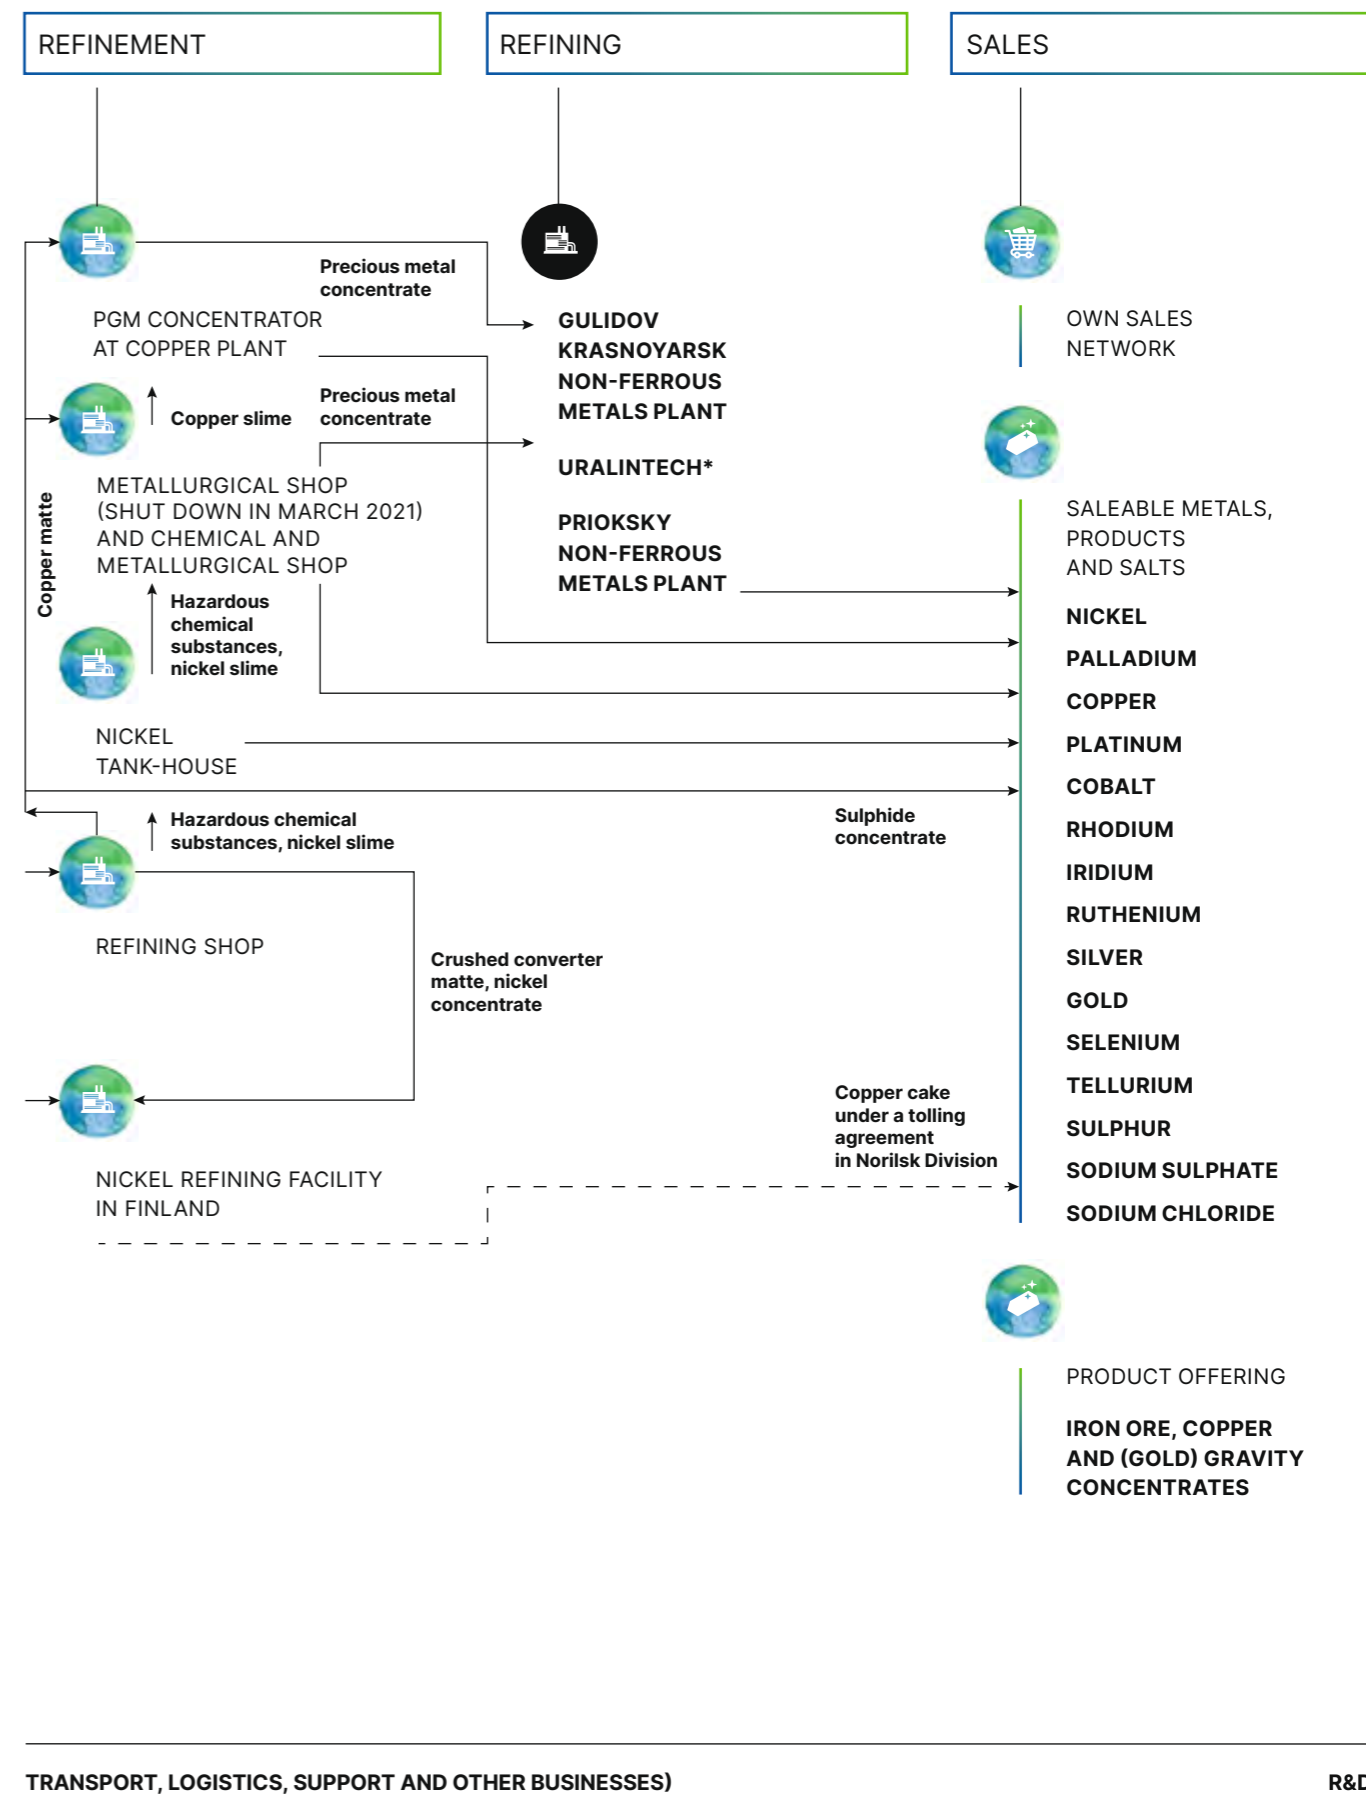 REFINEMENT
REFINING
SALES
Precious metal
concentrate
PGM CONCENTRATOR
AT COPPER PLANT
Copper slime
Precious metal
concentrate
METALLURGICAL SHOP
(SHUT DOWN IN MARCH 2021)
AND CHEMICAL AND
METALLURGICAL SHOP
Copper matte
Hazardous
chemical
substances,
nickel slime
NICKEL
TANK-HOUSE
Hazardous chemical
substances, nickel slime
REFINING SHOP
Crushed converter
matte, nickel
concentrate
NICKEL REFINING FACILITY
IN FINLAND
GULIDOV
KRASNOYARSK
NON-FERROUS
METALS PLANT
URALINTECH*
PRIOKSKY
NON-FERROUS
METALS PLANT
Sulphide
concentrate
Copper cake
under a tolling
agreement
in Norilsk Division
OWN SALES
NETWORK
SALEABLE METALS,
PRODUCTS
AND SALTS
NICKEL
PALLADIUM
COPPER
PLATINUM
COBALT
RHODIUM
IRIDIUM
RUTHENIUM
SILVER
GOLD
SELENIUM
TELLURIUM
SULPHUR
SODIUM SULPHATE
SODIUM CHLORIDE
PRODUCT OFFERING
IRON ORE, COPPER
AND (GOLD) GRAVITY
CONCENTRATES
TRANSPORT, LOGISTICS, SUPPORT AND OTHER BUSINESSES)
R&D